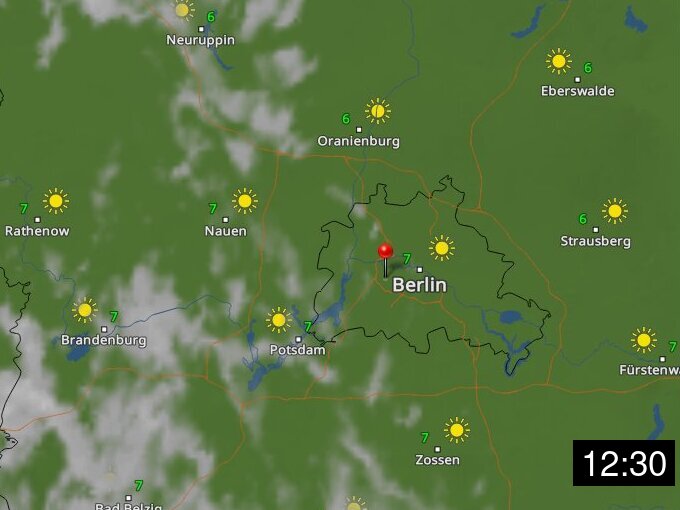 6
Neuruppin
6
Eberswalde
6
Oranienburg
7
Rathenow
7
Nauen
6
Strausberg
7
Berlin
7
Brandenburg
7
Potsdam
7
Fürstenwa
7
Zossen
12:30
7
Bad Belzig